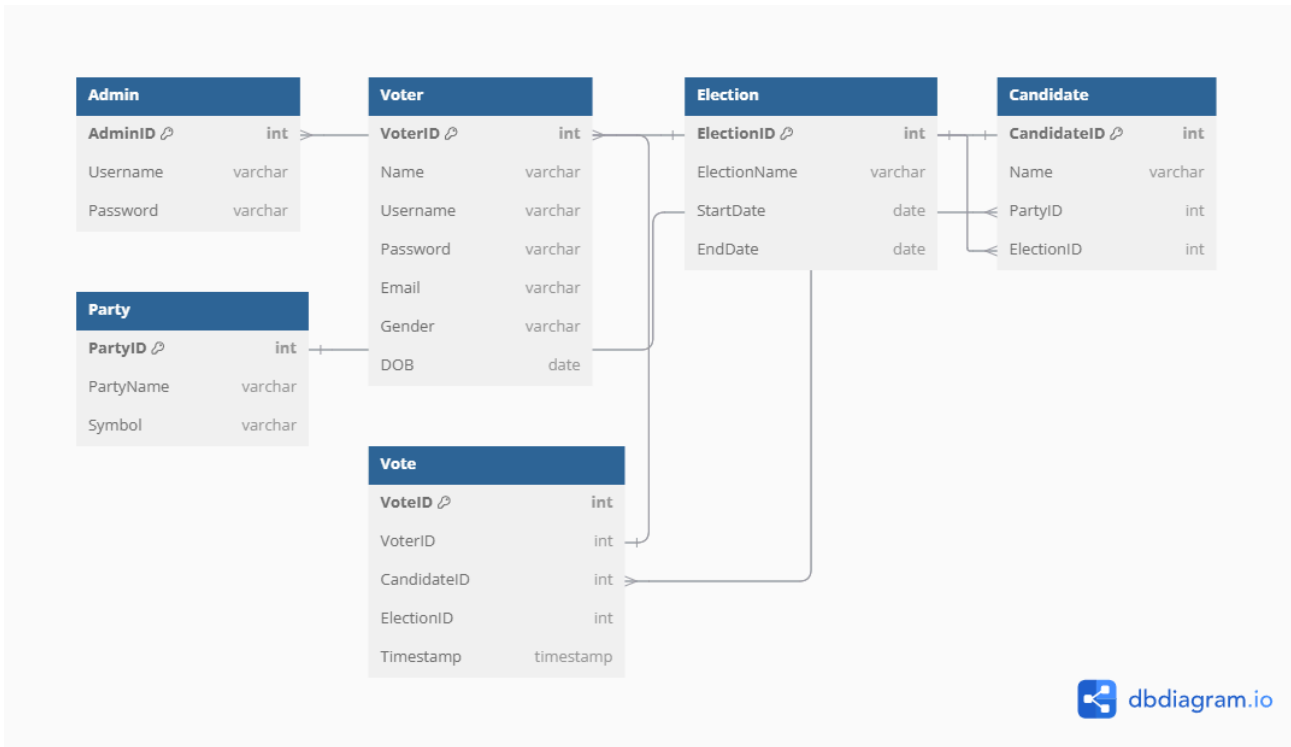 Admin
AdminID int
Username varchar
Password varchar
Voter
VoterID int
Name varchar
Username varchar
Password varchar
Email varchar
Gender varchar
DOB date
Election
ElectionID int
ElectionName varchar
StartDate date
EndDate date
Candidate
CandidateID int
Name varchar
PartyID int
ElectionID int
Party
PartyID int
PartyName varchar
Symbol varchar
Vote
VoteID int
VoterID int
CandidateID int
ElectionID int
Timestamp timestamp
dbdiagram.io